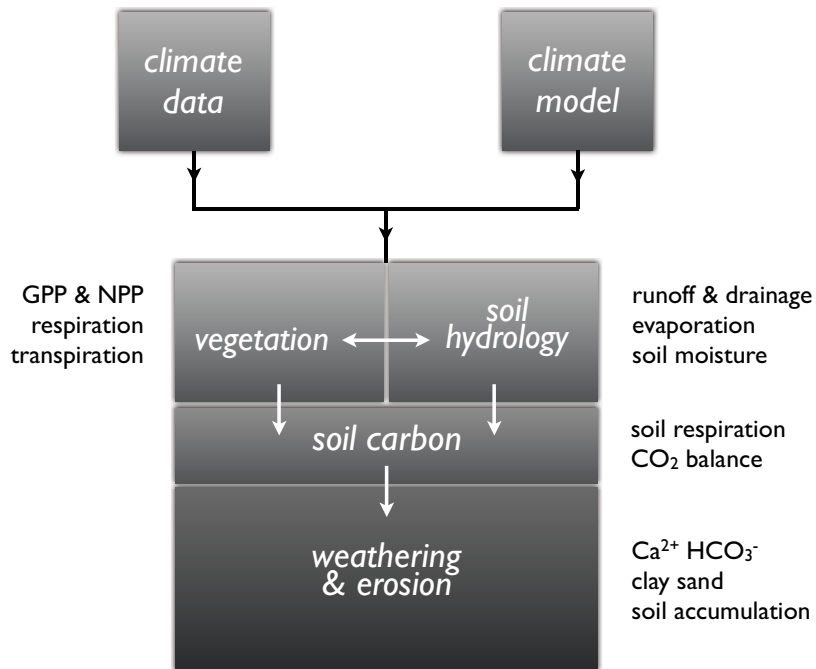 climate
data
climate
model
GPP & NPP
respiration
transpiration
vegetation
soil
hydrology
runoff & drainage
evaporation
soil moisture
soil carbon
soil respiration
CO₂ balance
weathering
& erosion
Ca²⁺ HCO₃⁻
clay sand
soil accumulation